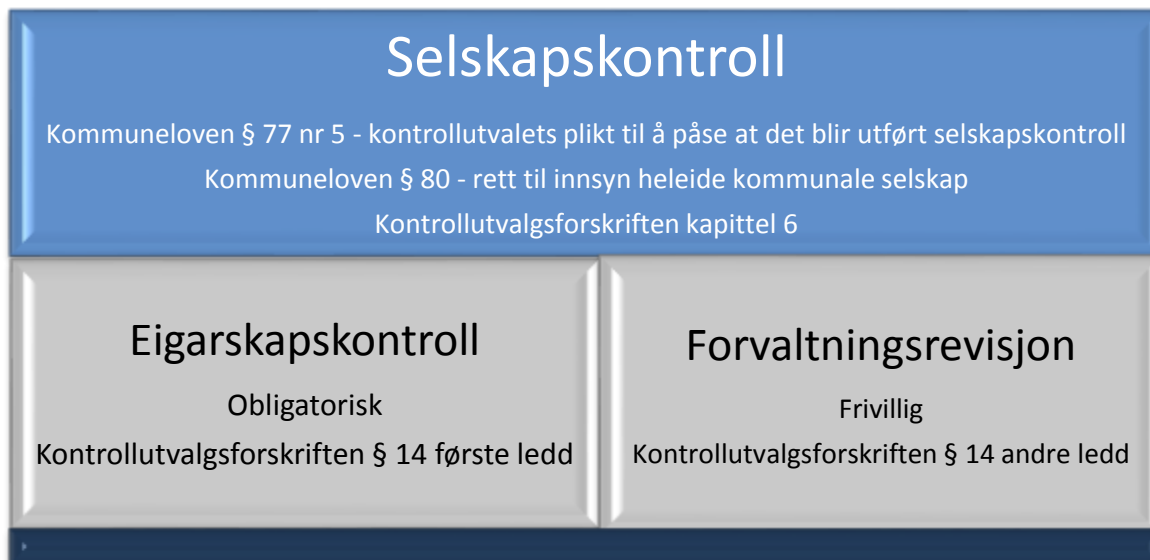 Selskapskontroll
Kommuneloven § 77 nr 5 - kontrollutvalets plikt til å påse at det blir utført selskapskontroll
Kommuneloven § 80 - rett til innsyn heleide kommunale selskap
Kontrollutvalgsforskriften kapittel 6
Eigarskapskontroll
Obligatorisk
Kontrollutvalgsforskriften § 14 første ledd
Forvaltningsrevisjon
Frivillig
Kontrollutvalgsforskriften § 14 andre ledd